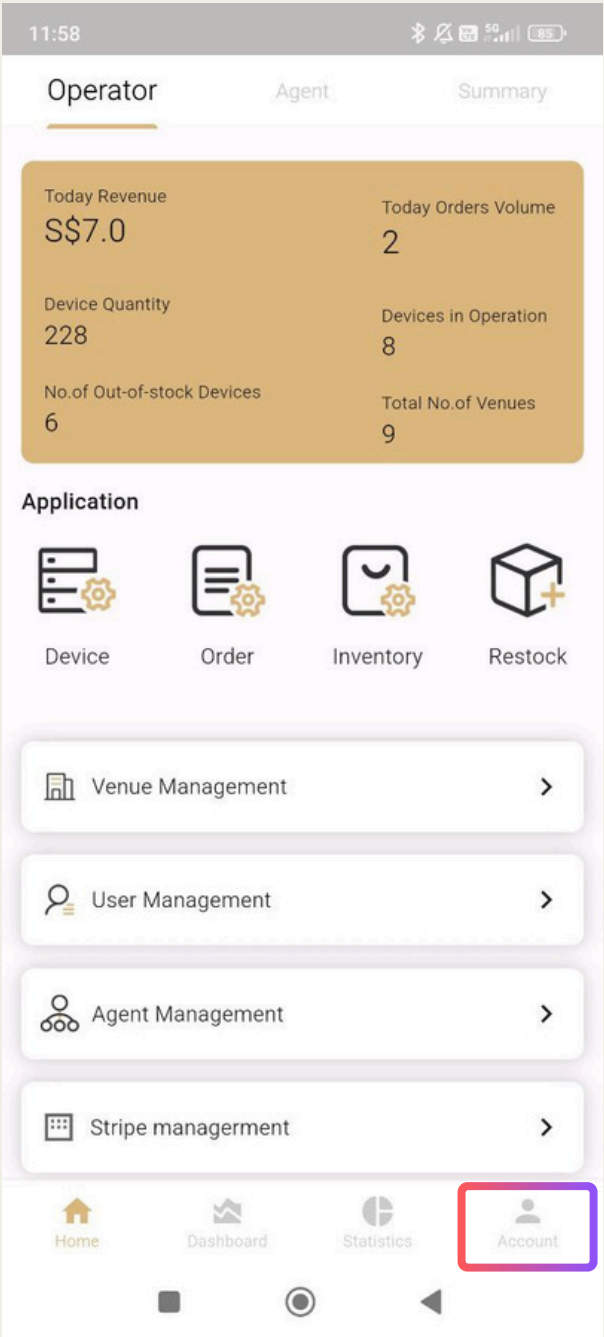 11:58
5G
85
Operator
Agent
Summary
Today Revenue
S$7.0
Today Orders Volume
2
Device Quantity
228
Devices in Operation
8
No.of Out-of-stock Devices
6
Total No.of Venues
9
Application
Device
Order
Inventory
Restock
Venue Management
User Management
Agent Management
Stripe managerment
Home
Dashboard
Statistics
Account